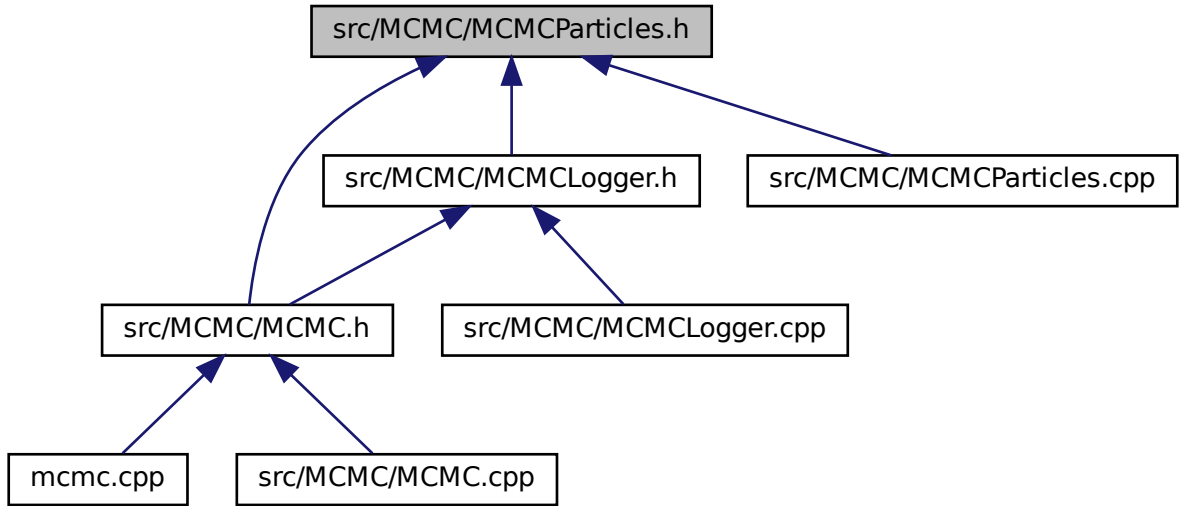 src/MCMC/MCMCParticles.h
src/MCMC/MCMCLogger.h
src/MCMC/MCMCParticles.cpp
src/MCMC/MCMC.h
src/MCMC/MCMCLogger.cpp
mcmc.cpp
src/MCMC/MCMC.cpp